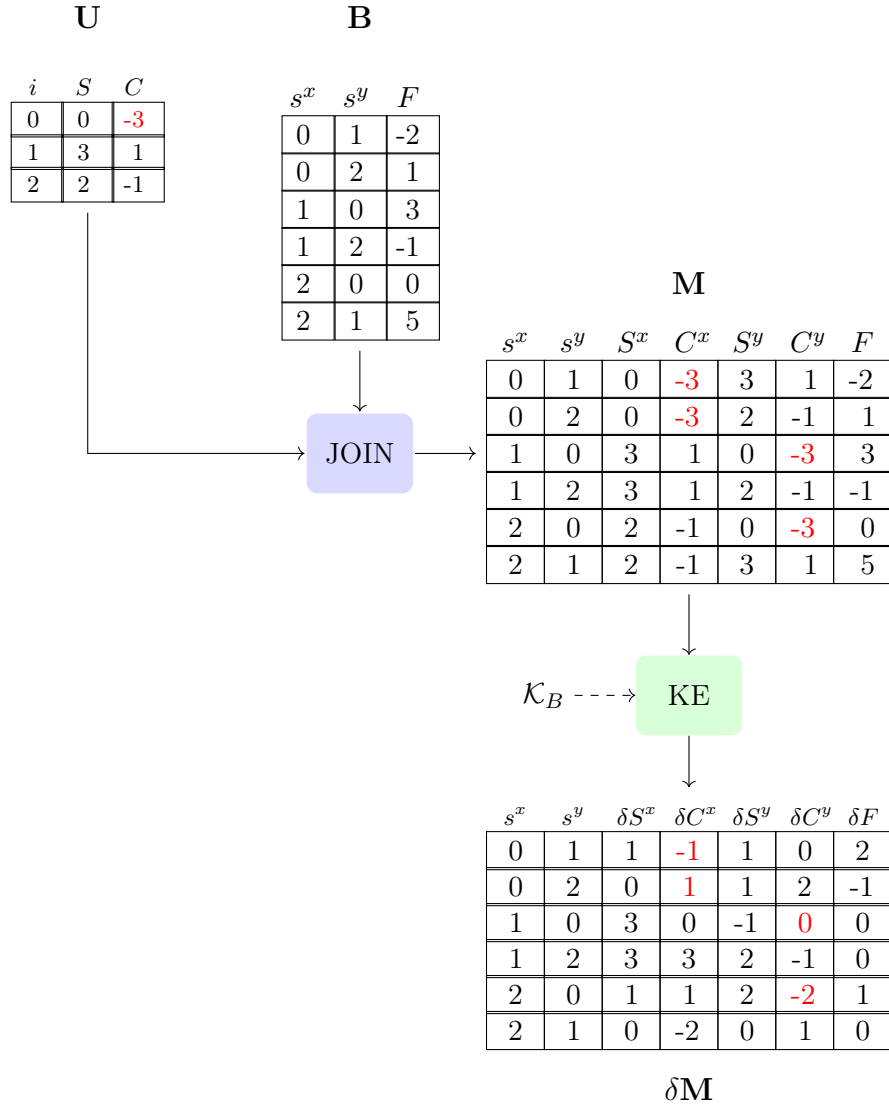 U
i S C
0 0 -3
1 3 1
2 2 -1
B
s^x s^y F
0 1 -2
0 2 1
1 0 3
1 2 -1
2 0 0
2 1 5
JOIN
M
s^x s^y S^x C^x S^y C^y F
0 1 0 -3 3 1 -2
0 2 0 -3 2 -1 1
1 0 3 1 0 -3 3
1 2 3 1 2 -1 -1
2 0 2 -1 0 -3 0
2 1 2 -1 3 1 5
𝒦_B
KE
s^x s^y δS^x δC^x δS^y δC^y δF
0 1 1 -1 1 0 2
0 2 0 1 1 2 -1
1 0 3 0 -1 0 0
1 2 3 3 2 -1 0
2 0 1 1 2 -2 1
2 1 0 -2 0 1 0
δM